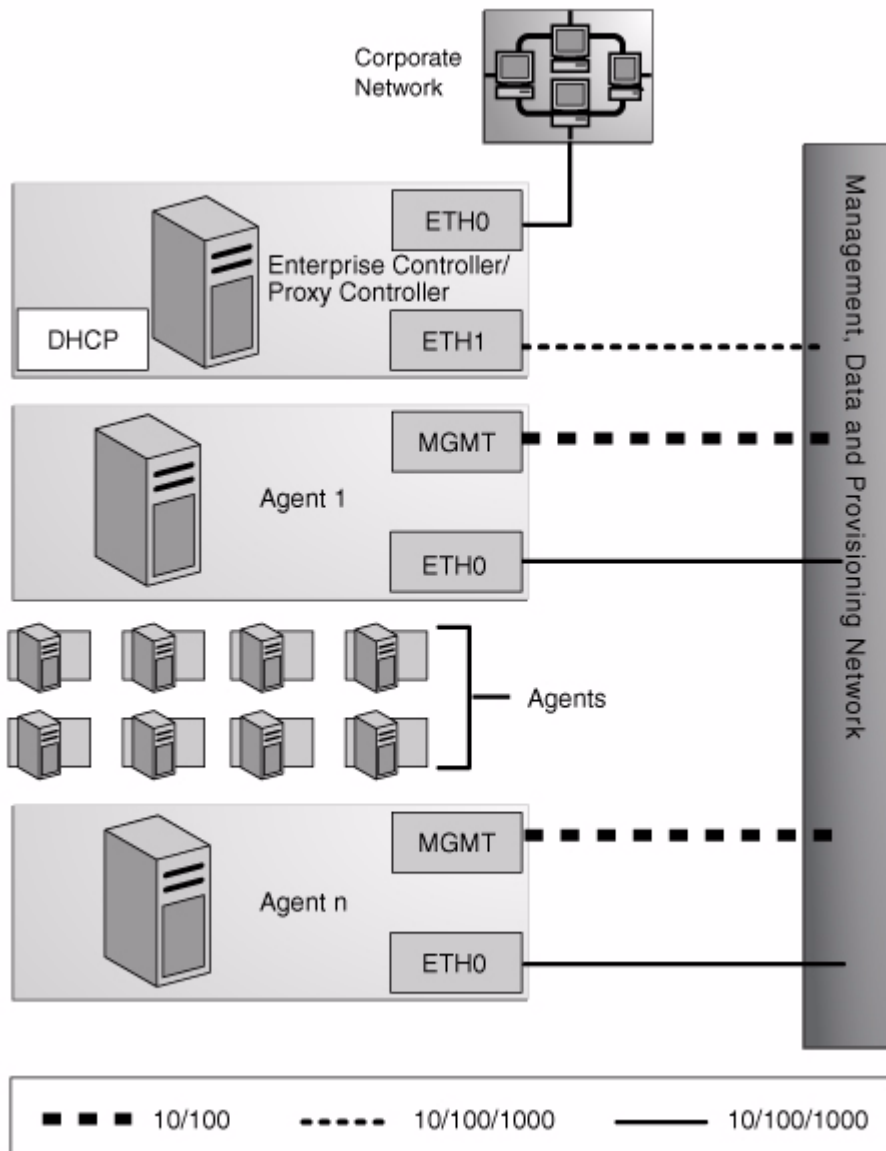 Corporate
Network
ETH0
Enterprise Controller/
Proxy Controller
DHCP
ETH1
MGMT
Agent 1
ETH0
Agents
MGMT
Agent n
ETH0
Management, Data and Provisioning Network
10/100
10/100/1000
10/100/1000